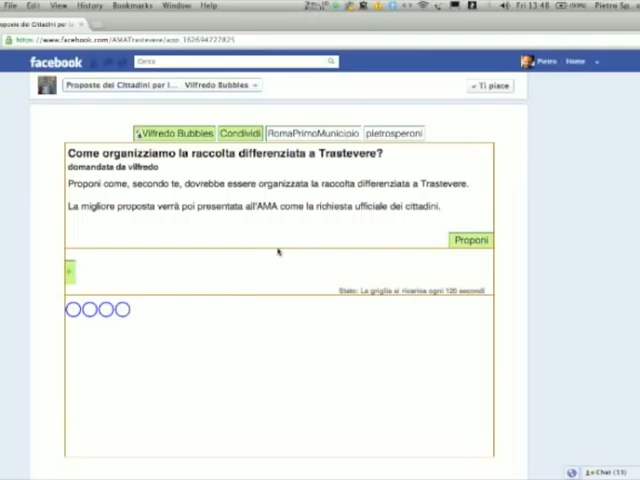 File Edit View History Bookmarks Window Help
Fri 13:48 Pietro Sp
https://www.facebook.com/AMATrastevere/app_162694727825
facebook
Cerca
Pietro Home
Proposte dei Cittadini per l... Vilfredo Bubbles
Ti piace
Vilfredo Bubbles Condividi RomaPrimoMunicipio pietrosperoni
Come organizziamo la raccolta differenziata a Trastevere?
domandata da vilfredo
Proponi come, secondo te, dovrebbe essere organizzata la raccolta differenziata a Trastevere.
La migliore proposta verrà poi presentata all'AMA come la richiesta ufficiale dei cittadini.
Proponi
Stato: La griglia si ricarica ogni 120 secondi
Chat (33)